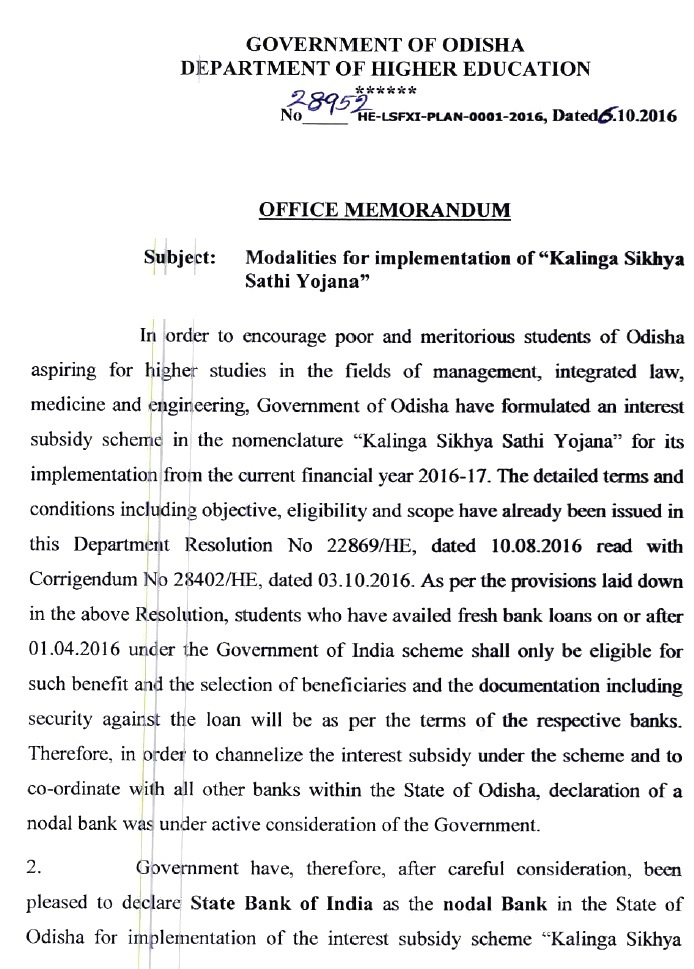 GOVERNMENT OF ODISHA
DEPARTMENT OF HIGHER EDUCATION
******
No 28952 HE-LSFXI-PLAN-0001-2016, Dated 5.10.2016
OFFICE MEMORANDUM
Subject: Modalities for implementation of “Kalinga Sikhya
Sathi Yojana”
In order to encourage poor and meritorious students of Odisha
aspiring for higher studies in the fields of management, integrated law,
medicine and engineering, Government of Odisha have formulated an interest
subsidy scheme in the nomenclature “Kalinga Sikhya Sathi Yojana” for its
implementation from the current financial year 2016-17. The detailed terms and
conditions including objective, eligibility and scope have already been issued in
this Department Resolution No 22869/HE, dated 10.08.2016 read with
Corrigendum No 28402/HE, dated 03.10.2016. As per the provisions laid down
in the above Resolution, students who have availed fresh bank loans on or after
01.04.2016 under the Government of India scheme shall only be eligible for
such benefit and the selection of beneficiaries and the documentation including
security against the loan will be as per the terms of the respective banks.
Therefore, in order to channelize the interest subsidy under the scheme and to
co-ordinate with all other banks within the State of Odisha, declaration of a
nodal bank was under active consideration of the Government.
2. Government have, therefore, after careful consideration, been
pleased to declare State Bank of India as the nodal Bank in the State of
Odisha for implementation of the interest subsidy scheme “Kalinga Sikhya